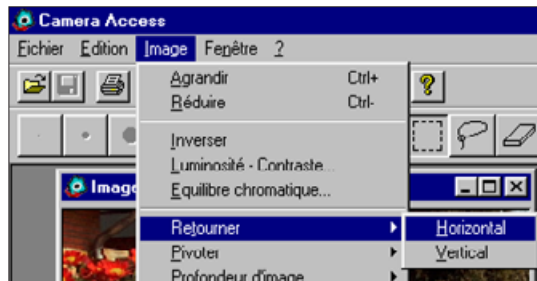 Camera Access
Fichier Edition Image Fenêtre ?
Agrandir Ctrl+
Réduire Ctrl-
Inverser
Luminosité - Contraste...
Image
Equilibre chromatique...
Retourner Horizontal
Pivoter Vertical
Profondeur d'image